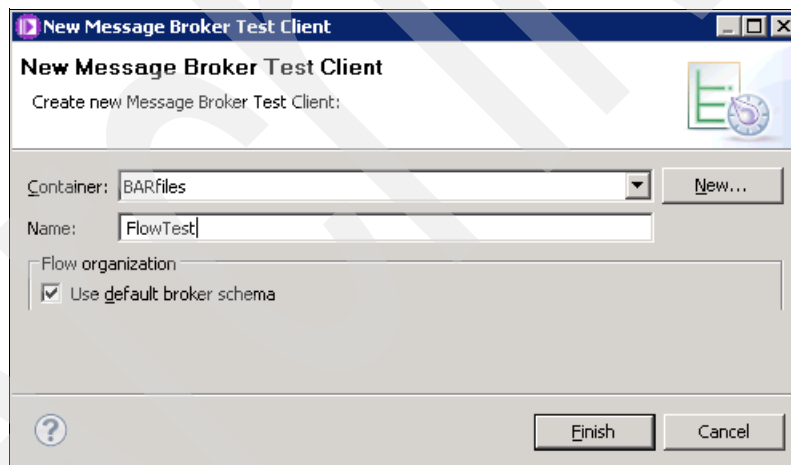 New Message Broker Test Client
New Message Broker Test Client
Create new Message Broker Test Client:
Container: BARfiles New...
Name: FlowTest
Flow organization
Use default broker schema
? Finish Cancel